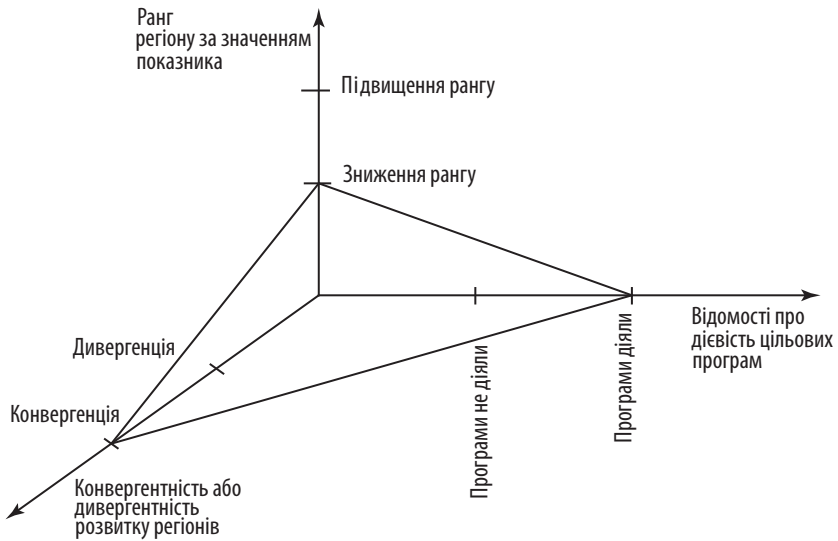 Ранг
регіону за значенням
показника
Підвищення рангу
Зниження рангу
Відомості про
дієвість цільових
програм
Програми не діяли
Програми діяли
Дивергенція
Конвергенція
Конвергентність або
дивергентність
розвитку регіонів